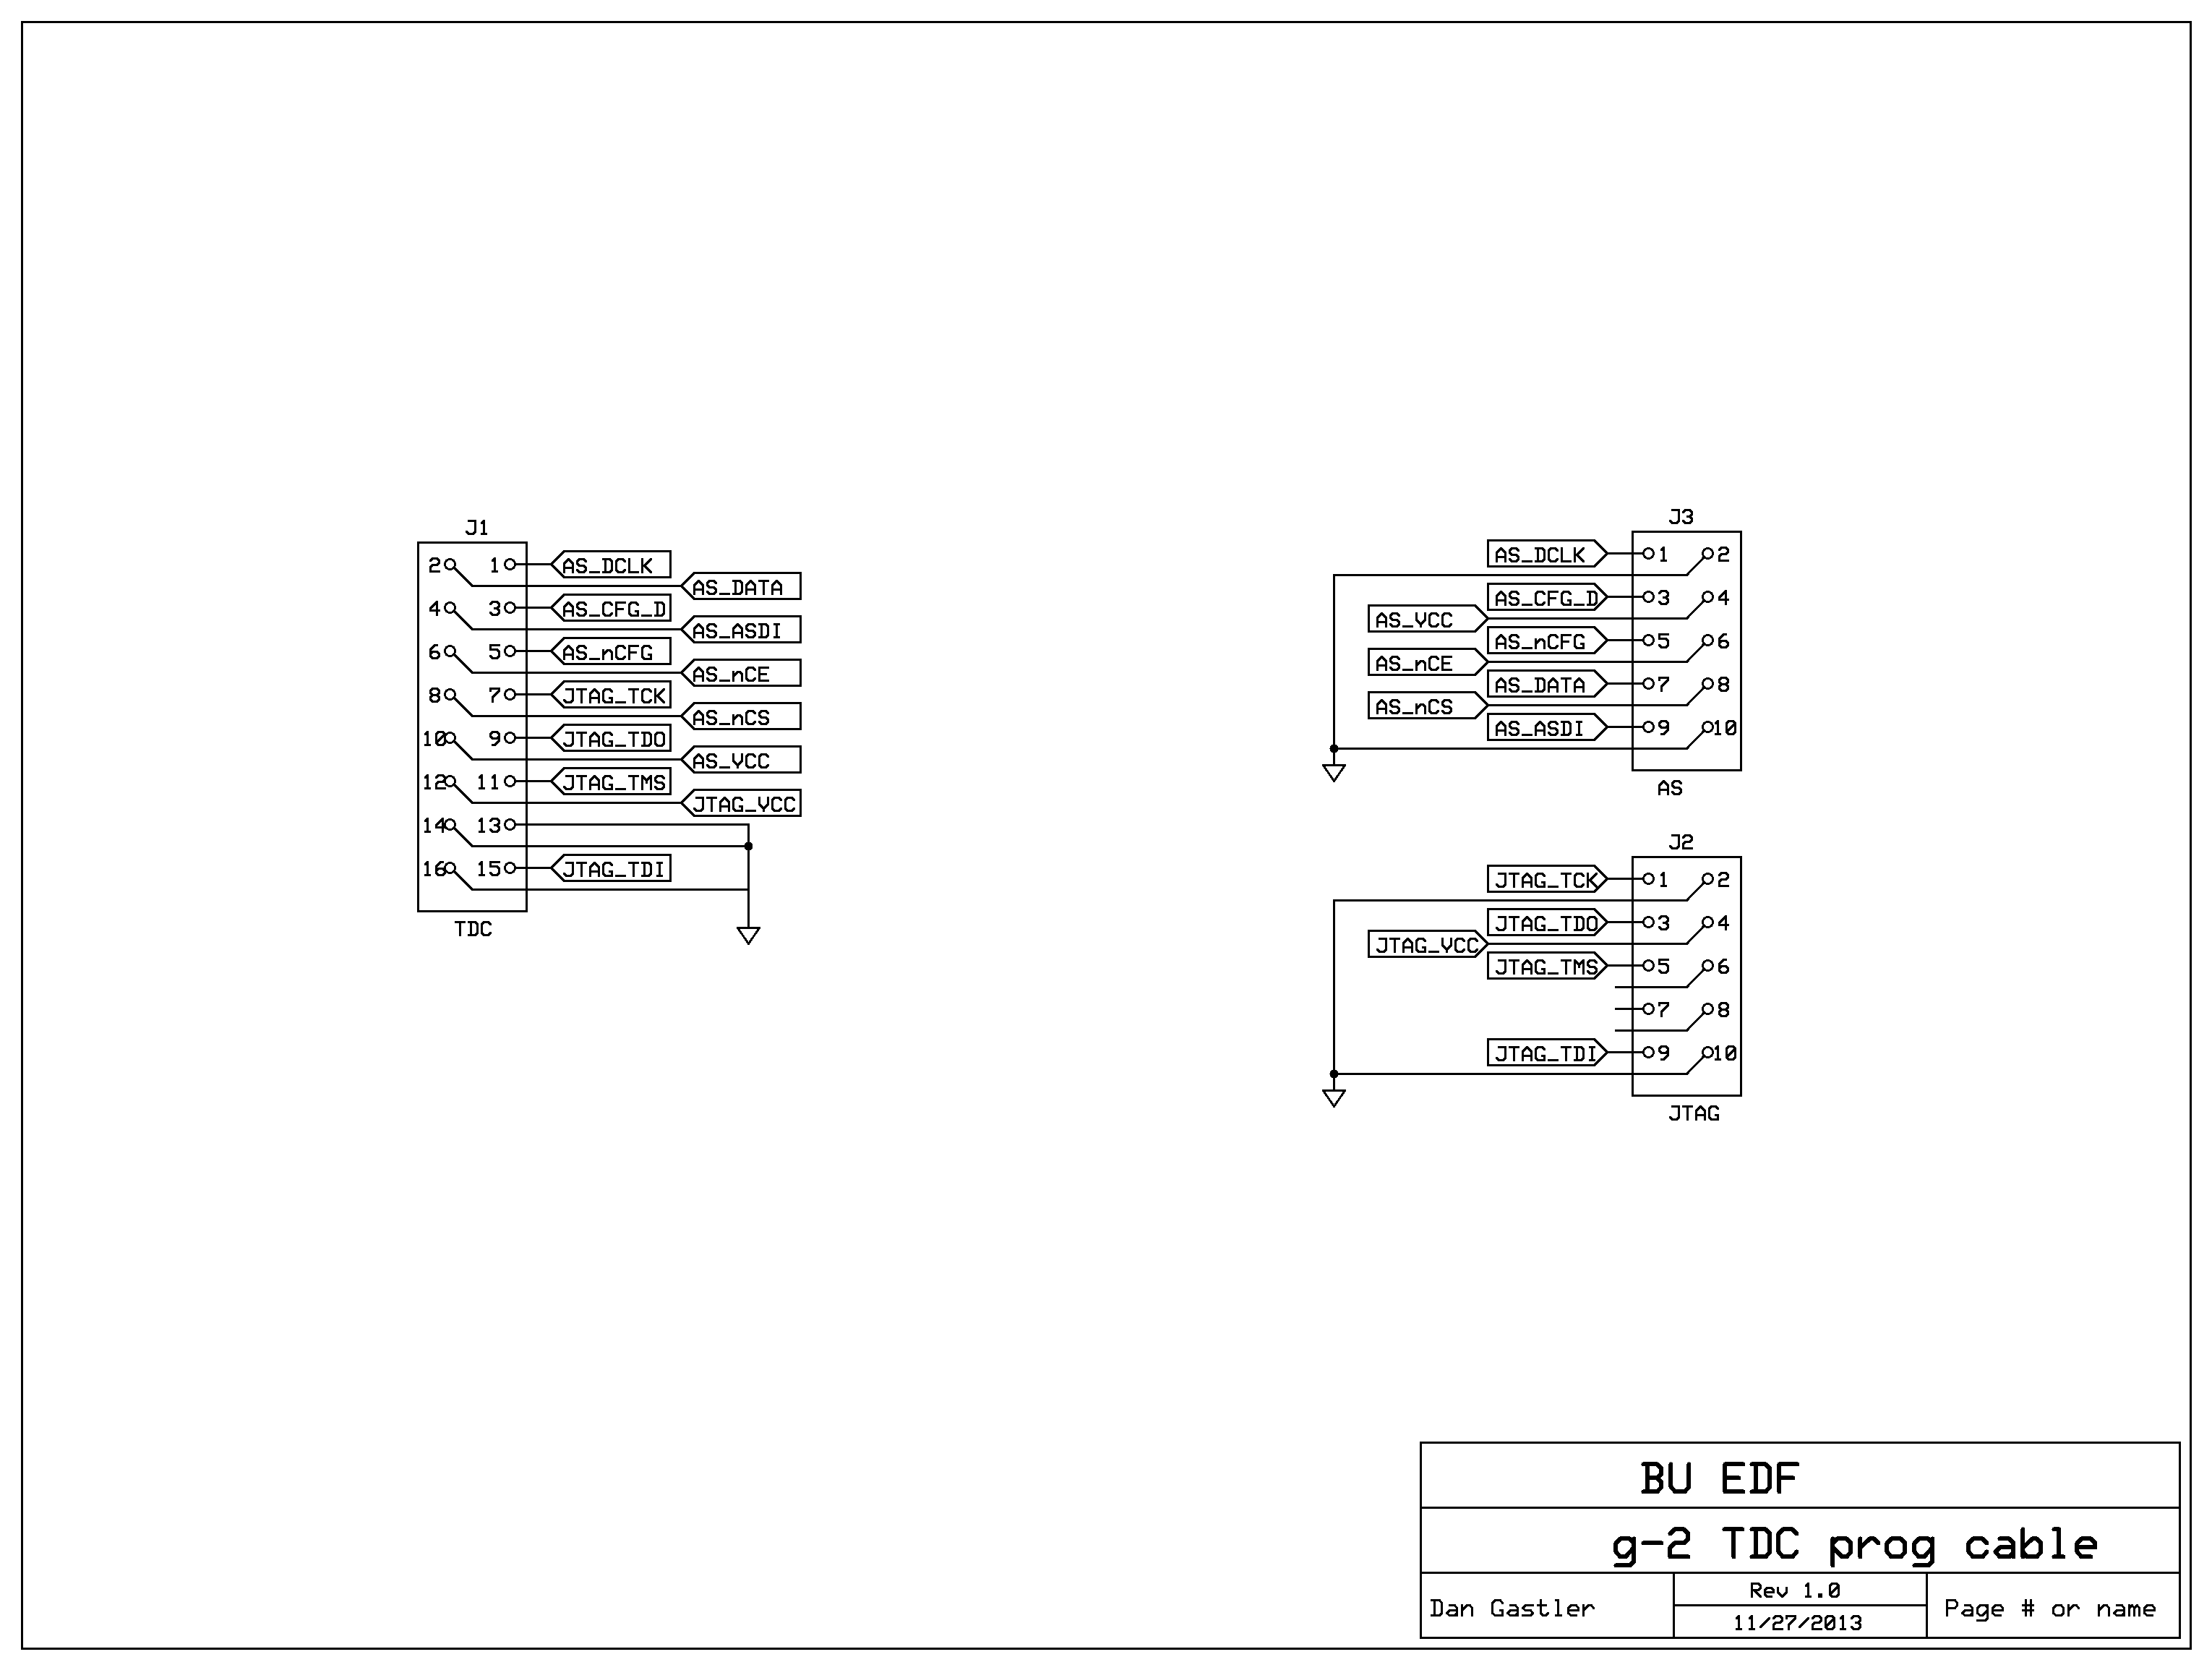 J1
2 1 AS_DCLK
AS_DATA
4 3 AS_CFG_D
AS_ASDI
6 5 AS_nCFG
AS_nCE
8 7 JTAG_TCK
AS_nCS
10 9 JTAG_TDO
AS_VCC
12 11 JTAG_TMS
JTAG_VCC
14 13
16 15 JTAG_TDI
TDC
J3
AS_DCLK 1 2
AS_CFG_D 3 4
AS_VCC
AS_nCFG 5 6
AS_nCE
AS_DATA 7 8
AS_nCS
AS_ASDI 9 10
AS
J2
JTAG_TCK 1 2
JTAG_TDO 3 4
JTAG_VCC
JTAG_TMS 5 6
7 8
JTAG_TDI 9 10
JTAG
BU EDF
g-2 TDC prog cable
Dan Gastler
Rev 1.0
11/27/2013
Page # or name